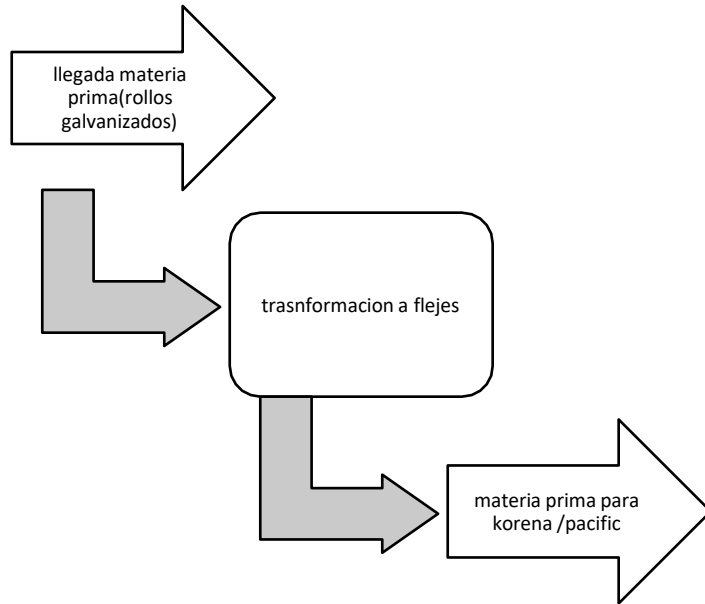 llegada materia
prima(rollos
galvanizados)
trasnformacion a flejes
materia prima para
korena /pacific